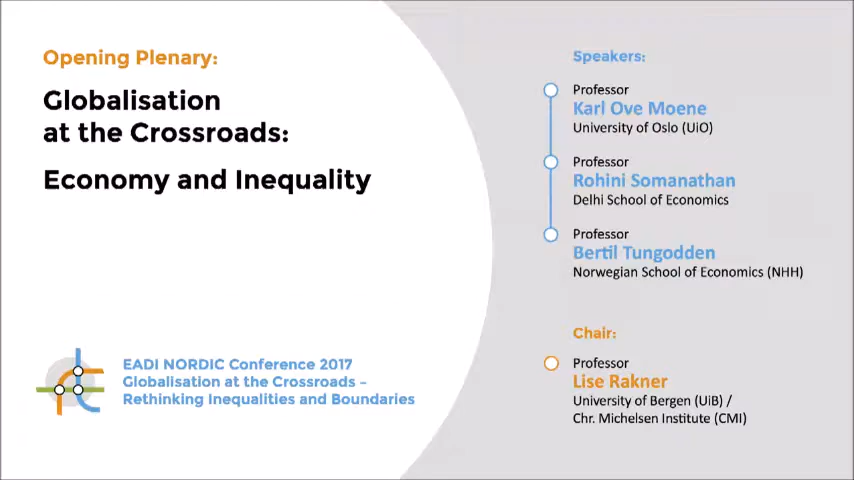 Opening Plenary:
Globalisation
at the Crossroads:
Economy and Inequality
EADI NORDIC Conference 2017
Globalisation at the Crossroads –
Rethinking Inequalities and Boundaries
Speakers:
Professor
Karl Ove Moene
University of Oslo (UiO)
Professor
Rohini Somanathan
Delhi School of Economics
Professor
Bertil Tungodden
Norwegian School of Economics (NHH)
Chair:
Professor
Lise Rakner
University of Bergen (UiB) /
Chr. Michelsen Institute (CMI)